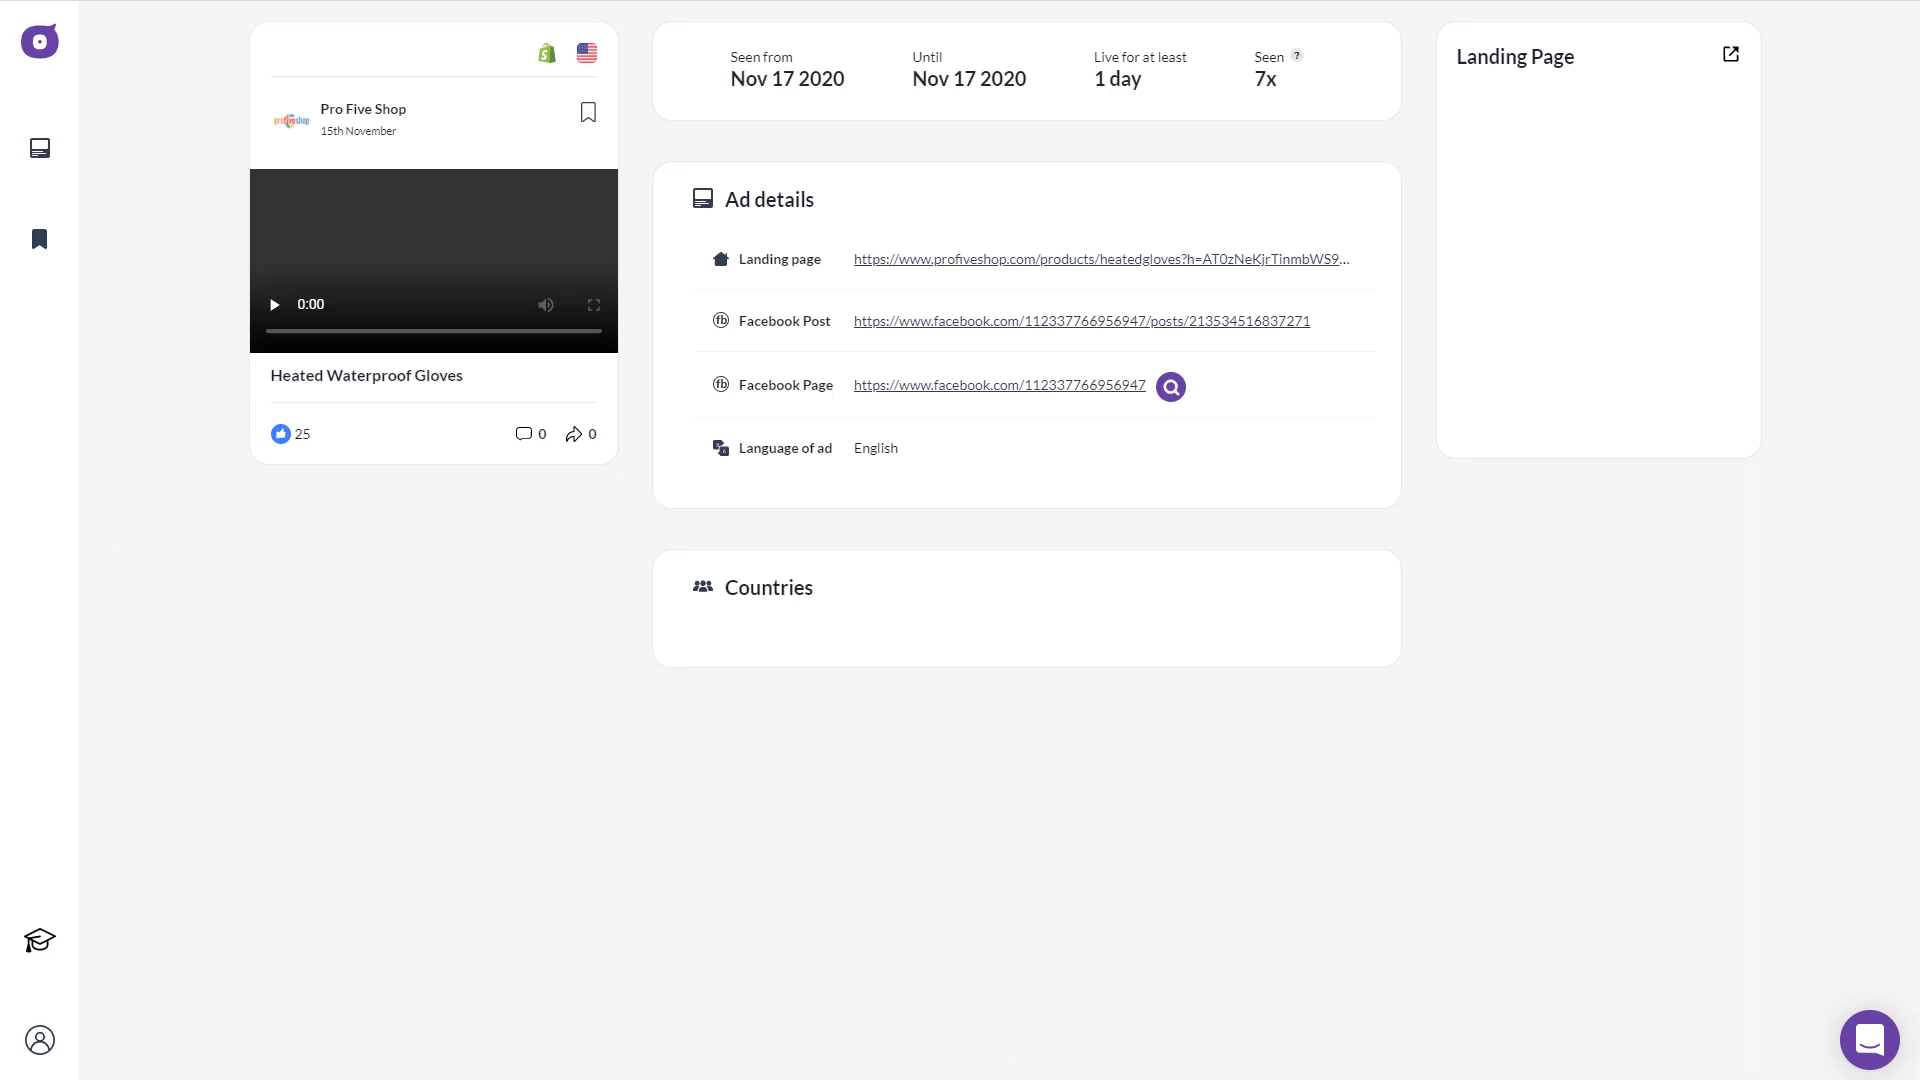 Pro Five Shop
15th November
profiveshop
0:00
Heated Waterproof Gloves
25
0
0
Seen from
Nov 17 2020
Until
Nov 17 2020
Live for at least
1 day
Seen ?
7x
Ad details
Landing page https://www.profiveshop.com/products/heatedgloves?h=AT0zNeKjrTinmbWS9...
Facebook Post https://www.facebook.com/112337766956947/posts/213534516837271
Facebook Page https://www.facebook.com/112337766956947
Language of ad English
Countries
Landing Page